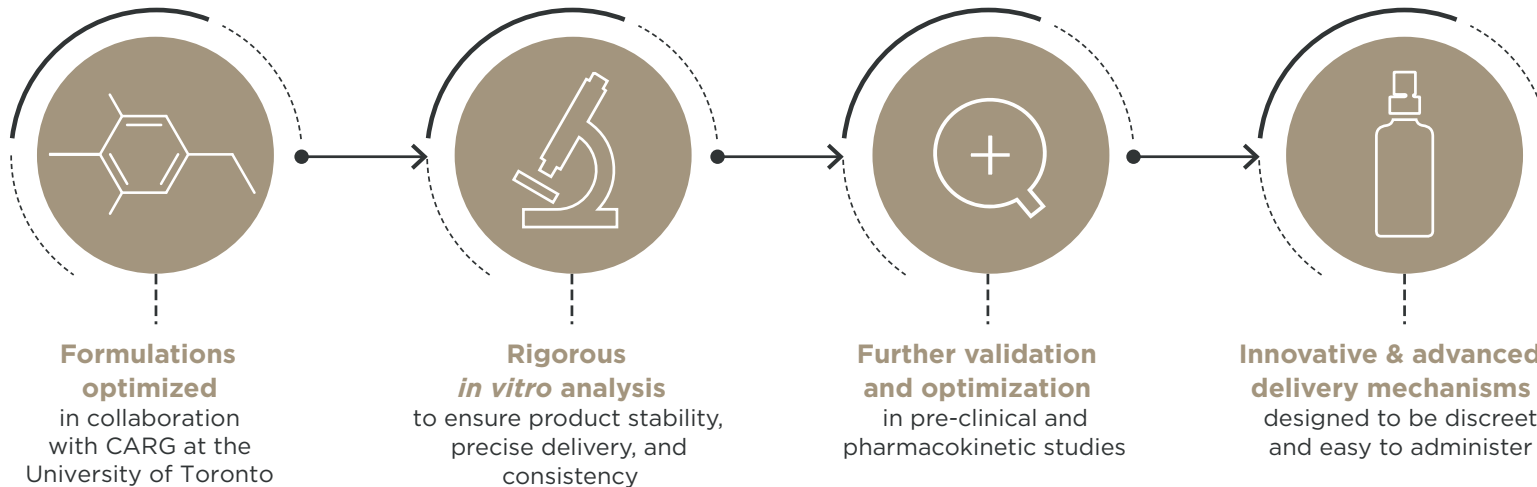 Formulations
optimized
in collaboration
with CARG at the
University of Toronto
Rigorous
in vitro analysis
to ensure product stability,
precise delivery, and
consistency
Further validation
and optimization
in pre-clinical and
pharmacokinetic studies
Innovative & advanced
delivery mechanisms
designed to be discreet
and easy to administer